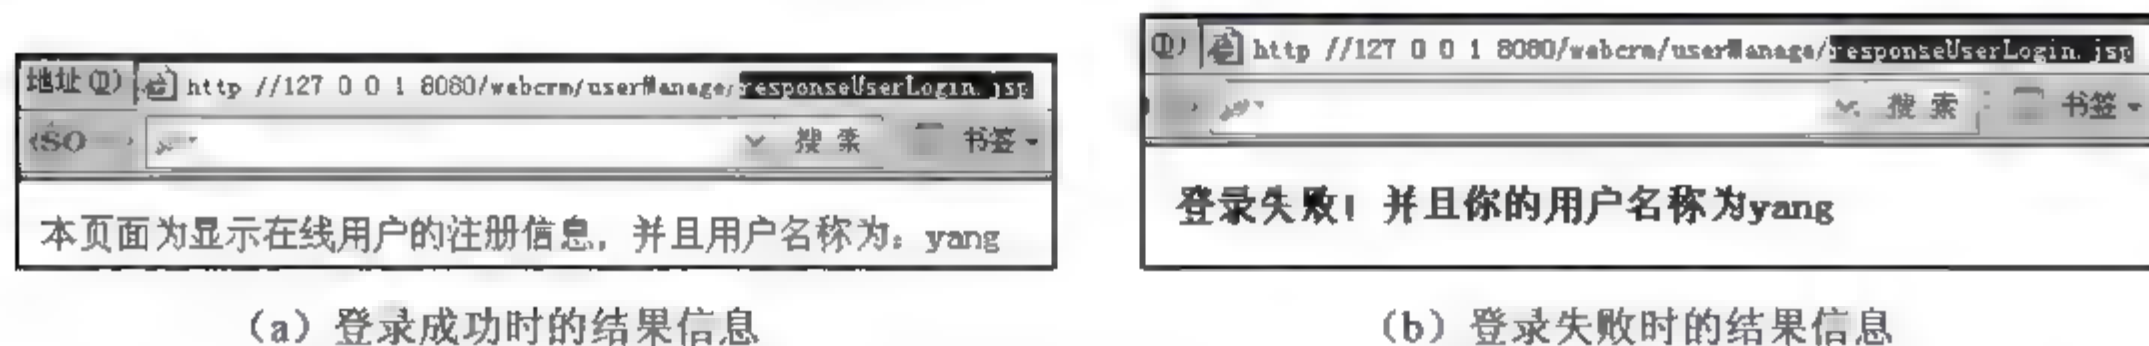 地址(D) http //127 0 0 1 8080/webcrm/userManage/responseUserLogin.jsp
搜索 书签
本页面为显示在线用户的注册信息，并且用户名称为：yang
(a) 登录成功时的结果信息
(D) http //127 0 0 1 8080/webcrm/userManage/responseUserLogin.jsp
搜索 书签
登录失败！并且你的用户名称为yang
(b) 登录失败时的结果信息